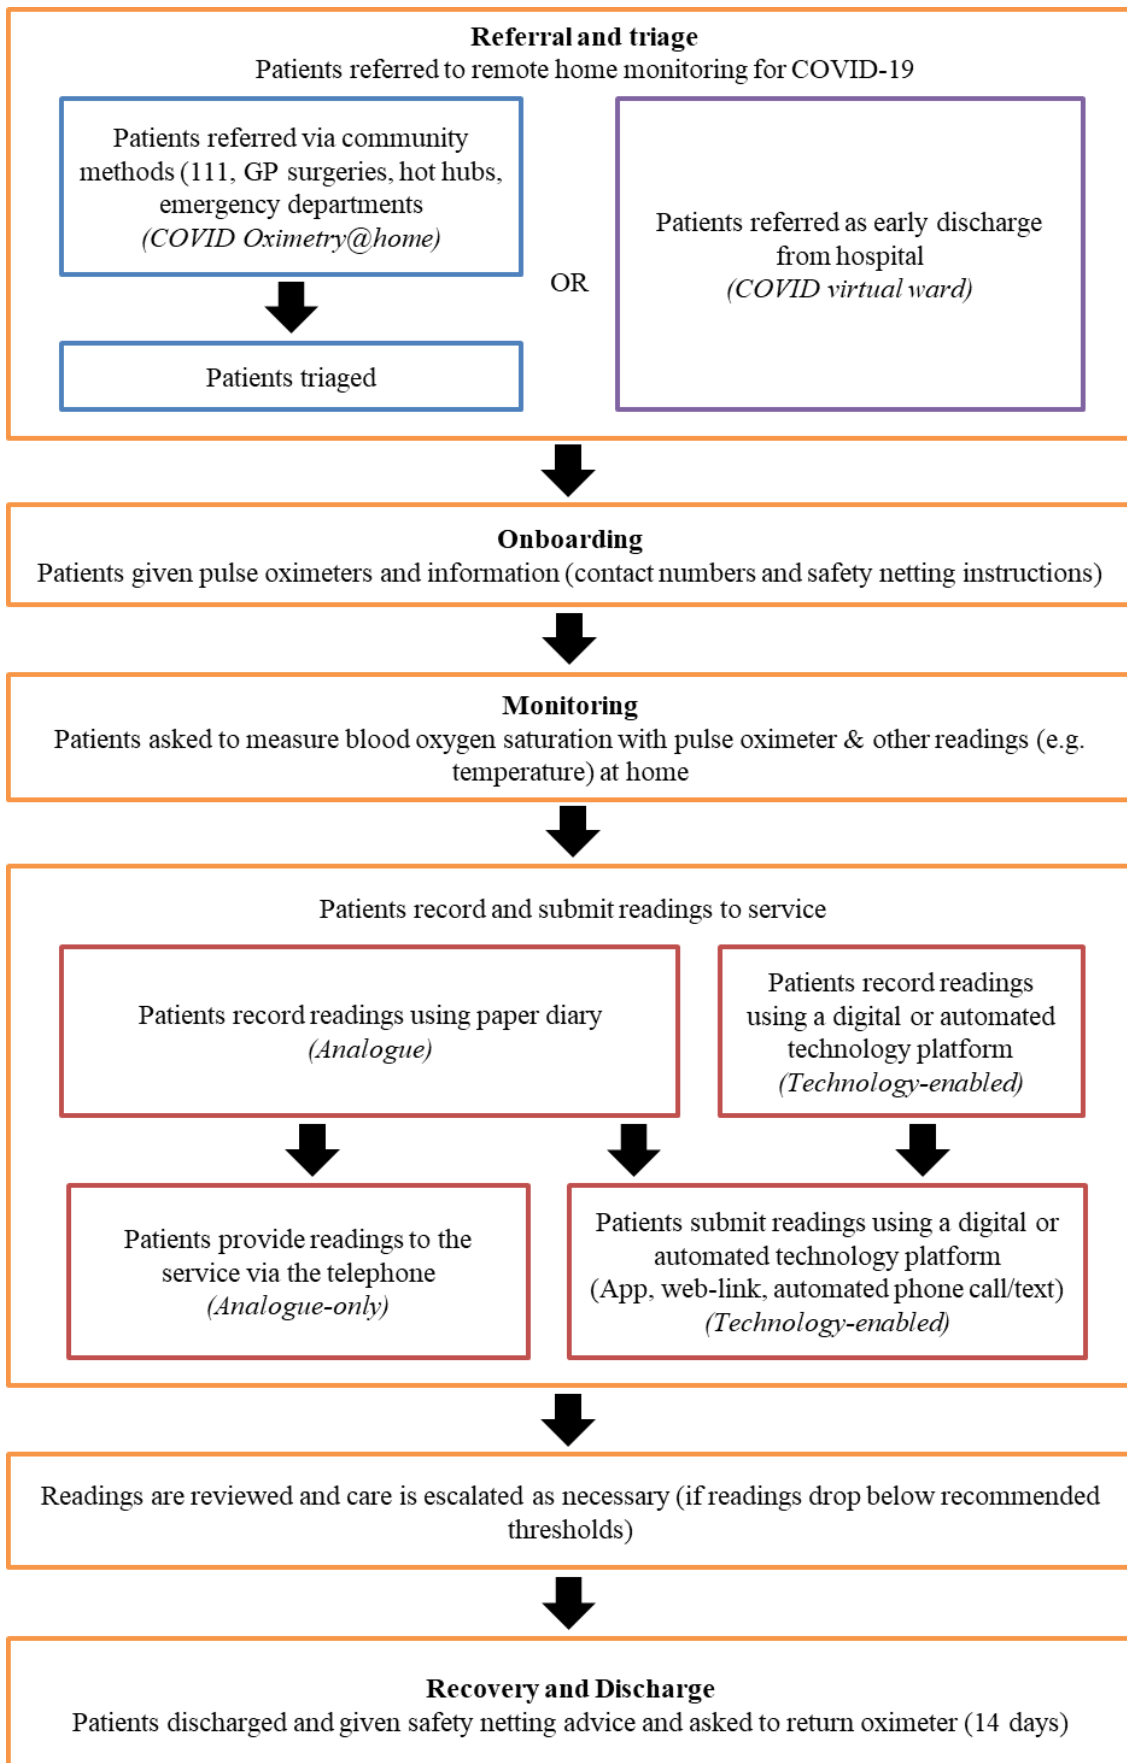 Referral and triage
Patients referred to remote home monitoring for COVID-19
Patients referred via community
methods (111, GP surgeries, hot hubs,
emergency departments
(COVID Oximetry@home)
Patients triaged
OR
Patients referred as early discharge
from hospital
(COVID virtual ward)
Onboarding
Patients given pulse oximeters and information (contact numbers and safety netting instructions)
Monitoring
Patients asked to measure blood oxygen saturation with pulse oximeter & other readings (e.g.
temperature) at home
Patients record and submit readings to service
Patients record readings using paper diary
(Analogue)
Patients record readings
using a digital or automated
technology platform
(Technology-enabled)
Patients provide readings to the
service via the telephone
(Analogue-only)
Patients submit readings using a digital or
automated technology platform
(App, web-link, automated phone call/text)
(Technology-enabled)
Readings are reviewed and care is escalated as necessary (if readings drop below recommended
thresholds)
Recovery and Discharge
Patients discharged and given safety netting advice and asked to return oximeter (14 days)